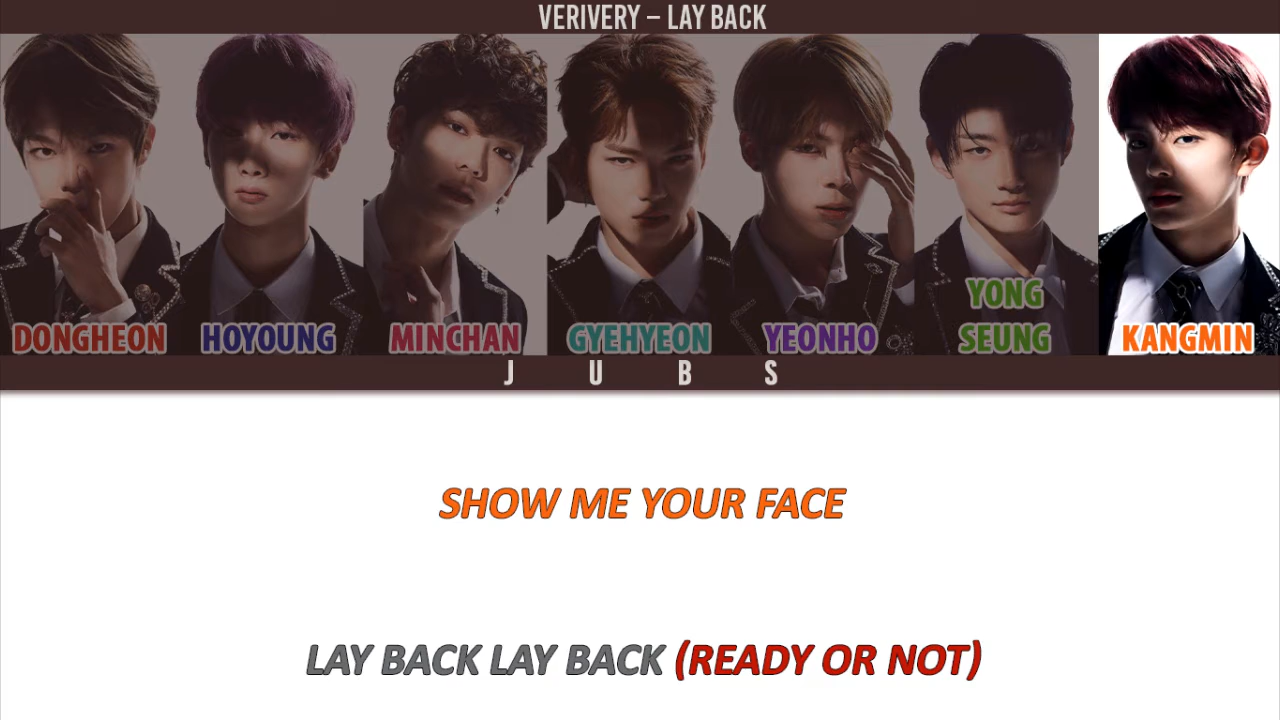 VERIVERY – LAY BACK
DONGHEON
HOYOUNG
MINCHAN
GYEHYEON
YEONHO
YONG
SEUNG
KANGMIN
J U B S
SHOW ME YOUR FACE
LAY BACK LAY BACK (READY OR NOT)